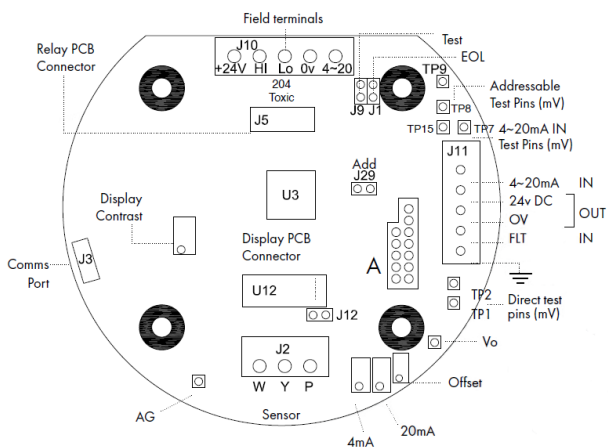 Field terminals
Relay PCB
Connector
J10
+24V HI Lo 0v 4~20
204
Toxic
J5
Test
EOL
J9 J1
TP9
TP8
Addressable
Test Pins (mV)
TP15
TP7
4~20mA IN
Test Pins (mV)
J11
4~20mA IN
24v DC
OUT
OV
FLT IN
Add
J29
U3
Display
Contrast
Display PCB
Connector
A
J3
Comms
Port
U12
J12
TP2
TP1
Direct test
pins (mV)
Vo
J2
W Y P
AG
Sensor
Offset
4mA
20mA